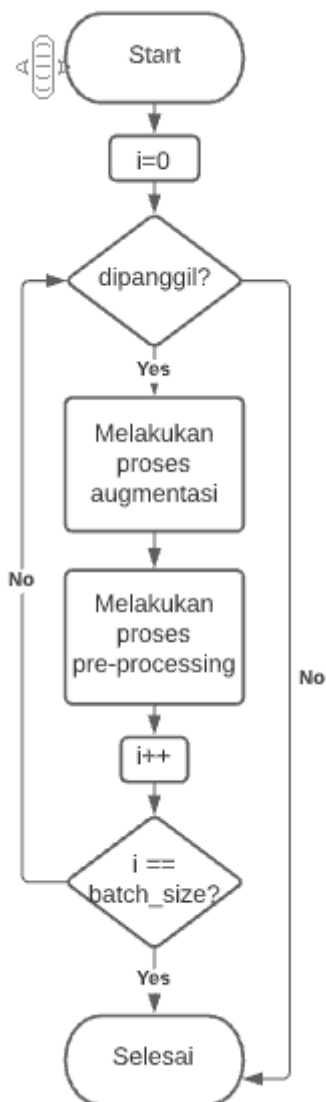 Start
i=0
dipanggil?
Yes
Melakukan
proses
augmentasi
No
Melakukan
proses
pre-processing
No
i++
i ==
batch_size?
Yes
Selesai